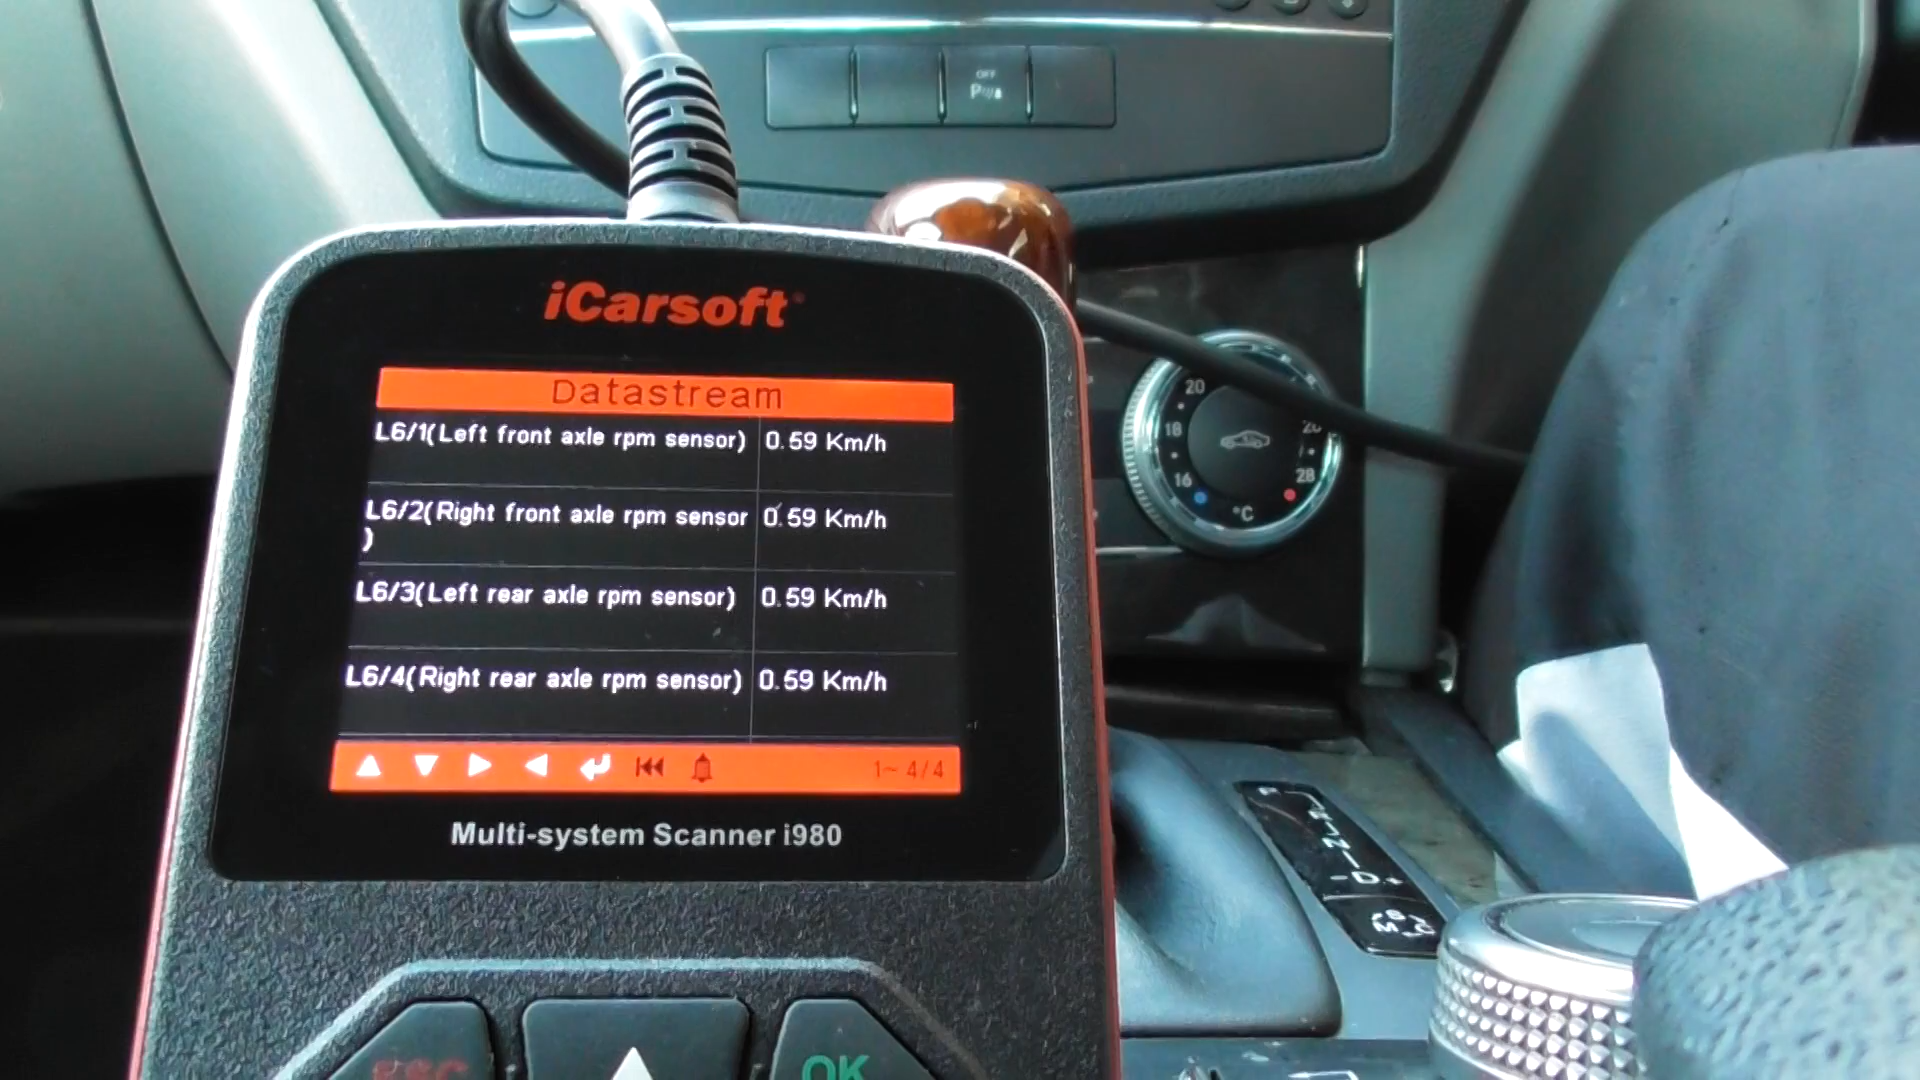 OFF
iCarsoft
Datastream
L6/1(Left front axle rpm sensor) 0.59 Km/h
L6/2(Right front axle rpm sensor 0.59 Km/h
)
L6/3(Left rear axle rpm sensor) 0.59 Km/h
L6/4(Right rear axle rpm sensor) 0.59 Km/h
1~ 4/4
Multi-system Scanner i980
ESC
OK
20
18
16
28
°C
P
R
N
-D+
S
M C